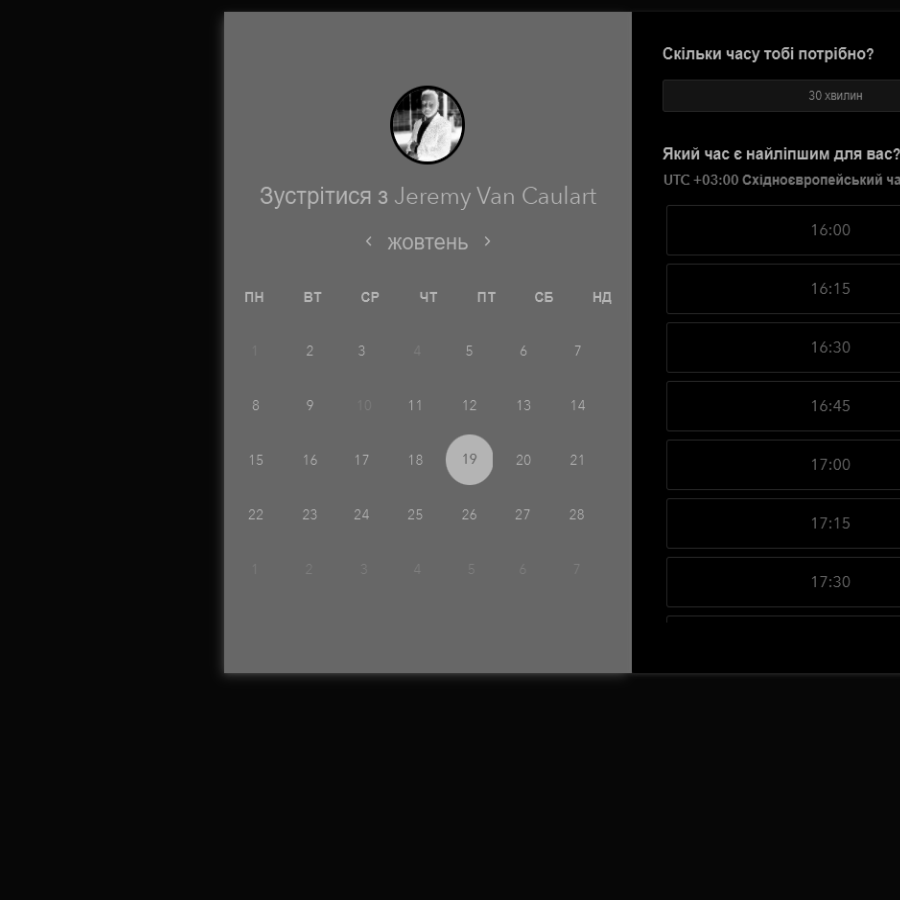 Зустрітися з Jeremy Van Caulart
жовтень
ПН ВТ СР ЧТ ПТ СБ НД
1 2 3 4 5 6 7
8 9 10 11 12 13 14
15 16 17 18 19 20 21
22 23 24 25 26 27 28
1 2 3 4 5 6 7
Скільки часу тобі потрібно?
30 хвилин
Який час є найліпшим для вас?
UTC +03:00 Східноєвропейський ча
16:00
16:15
16:30
16:45
17:00
17:15
17:30